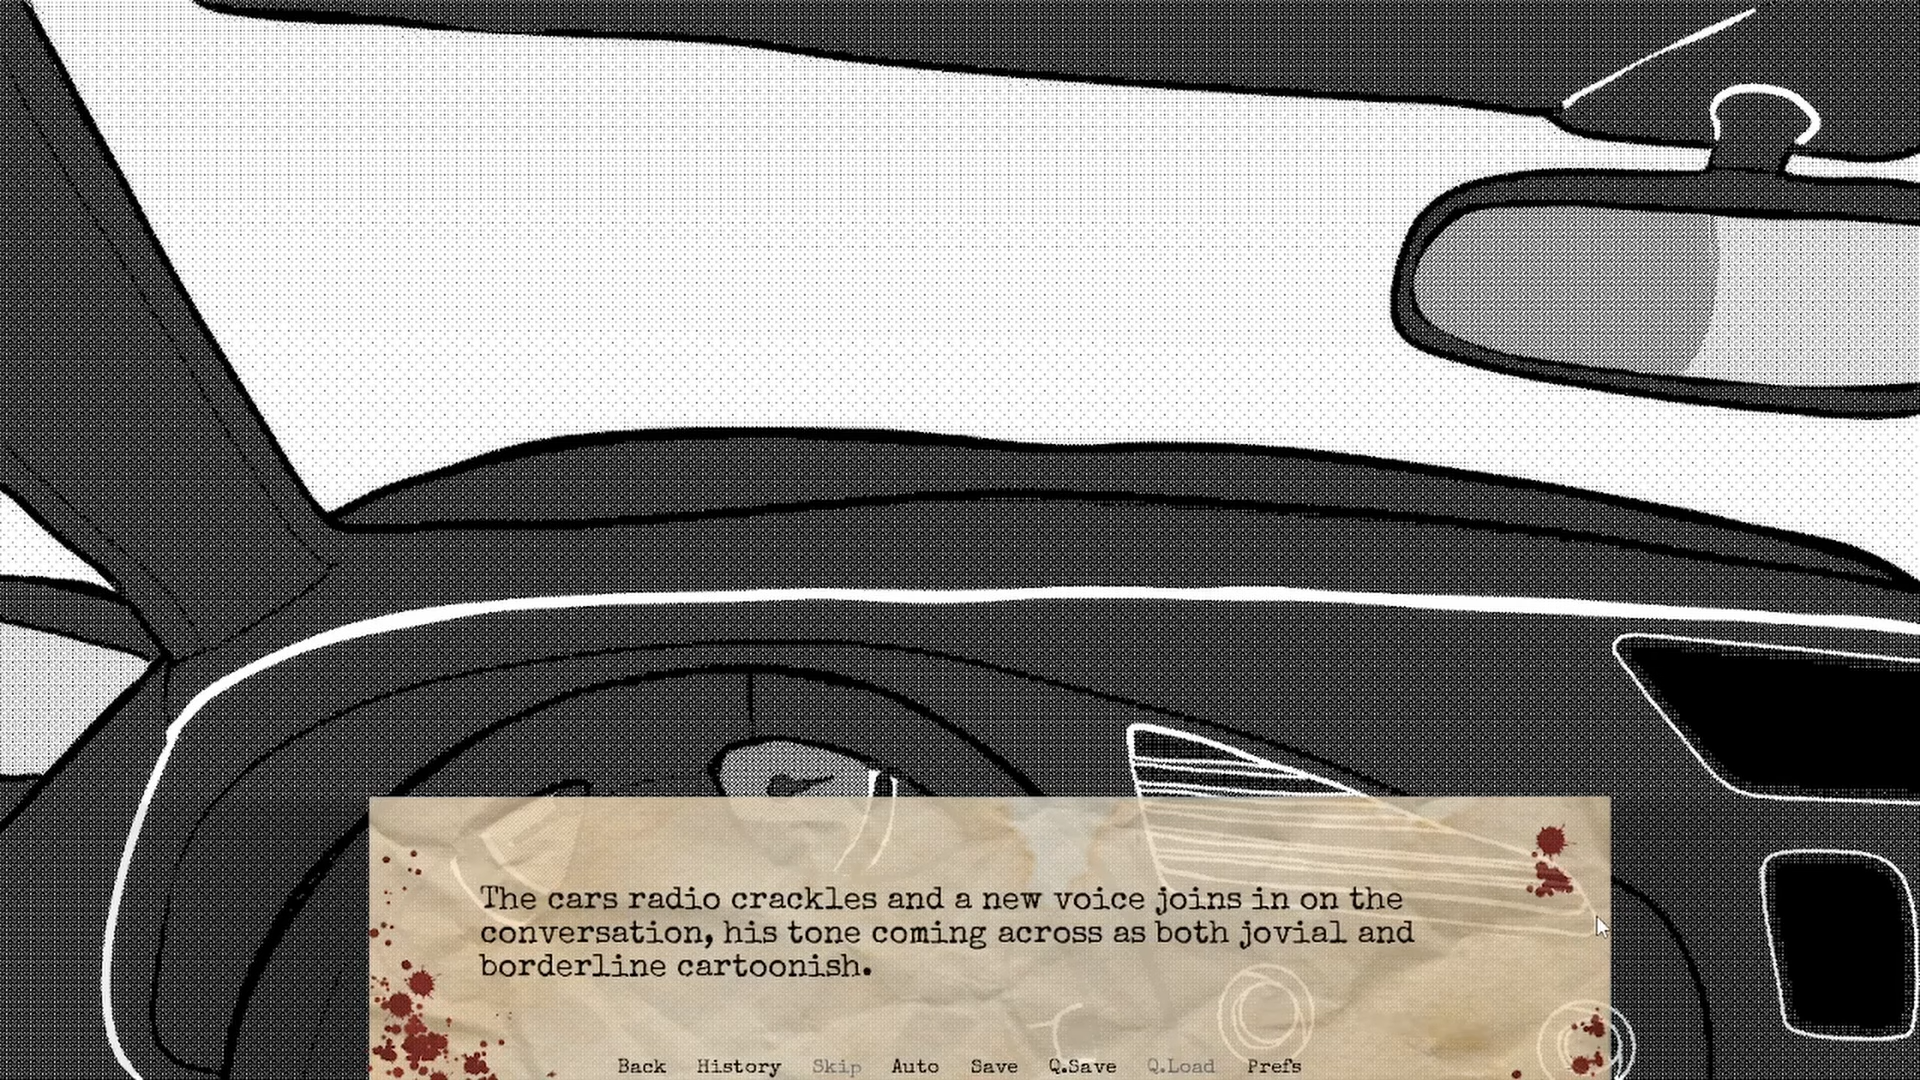 The cars radio crackles and a new voice joins in on the
conversation, his tone coming across as both jovial and
borderline cartoonish.
Back History Skip Auto Save Q.Save Q.Load Prefs